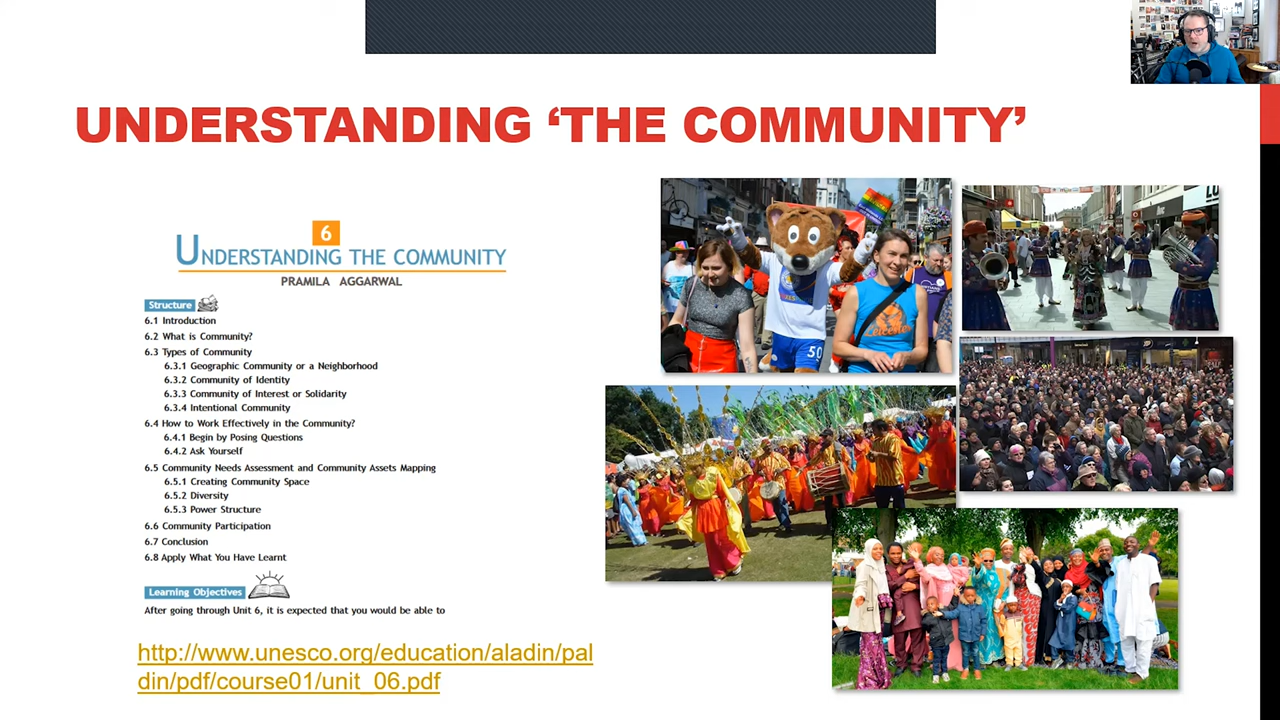 UNDERSTANDING ‘THE COMMUNITY’
6
UNDERSTANDING THE COMMUNITY
PRAMILA AGGARWAL
Structure
6.1 Introduction
6.2 What is Community?
6.3 Types of Community
6.3.1 Geographic Community or a Neighborhood
6.3.2 Community of Identity
6.3.3 Community of Interest or Solidarity
6.3.4 Intentional Community
6.4 How to Work Effectively in the Community?
6.4.1 Begin by Posing Questions
6.4.2 Ask Yourself
6.5 Community Needs Assessment and Community Assets Mapping
6.5.1 Creating Community Space
6.5.2 Diversity
6.5.3 Power Structure
6.6 Community Participation
6.7 Conclusion
6.8 Apply What You Have Learnt
Learning Objectives
After going through Unit 6, it is expected that you would be able to
http://www.unesco.org/education/aladin/pal
din/pdf/course01/unit_06.pdf
50